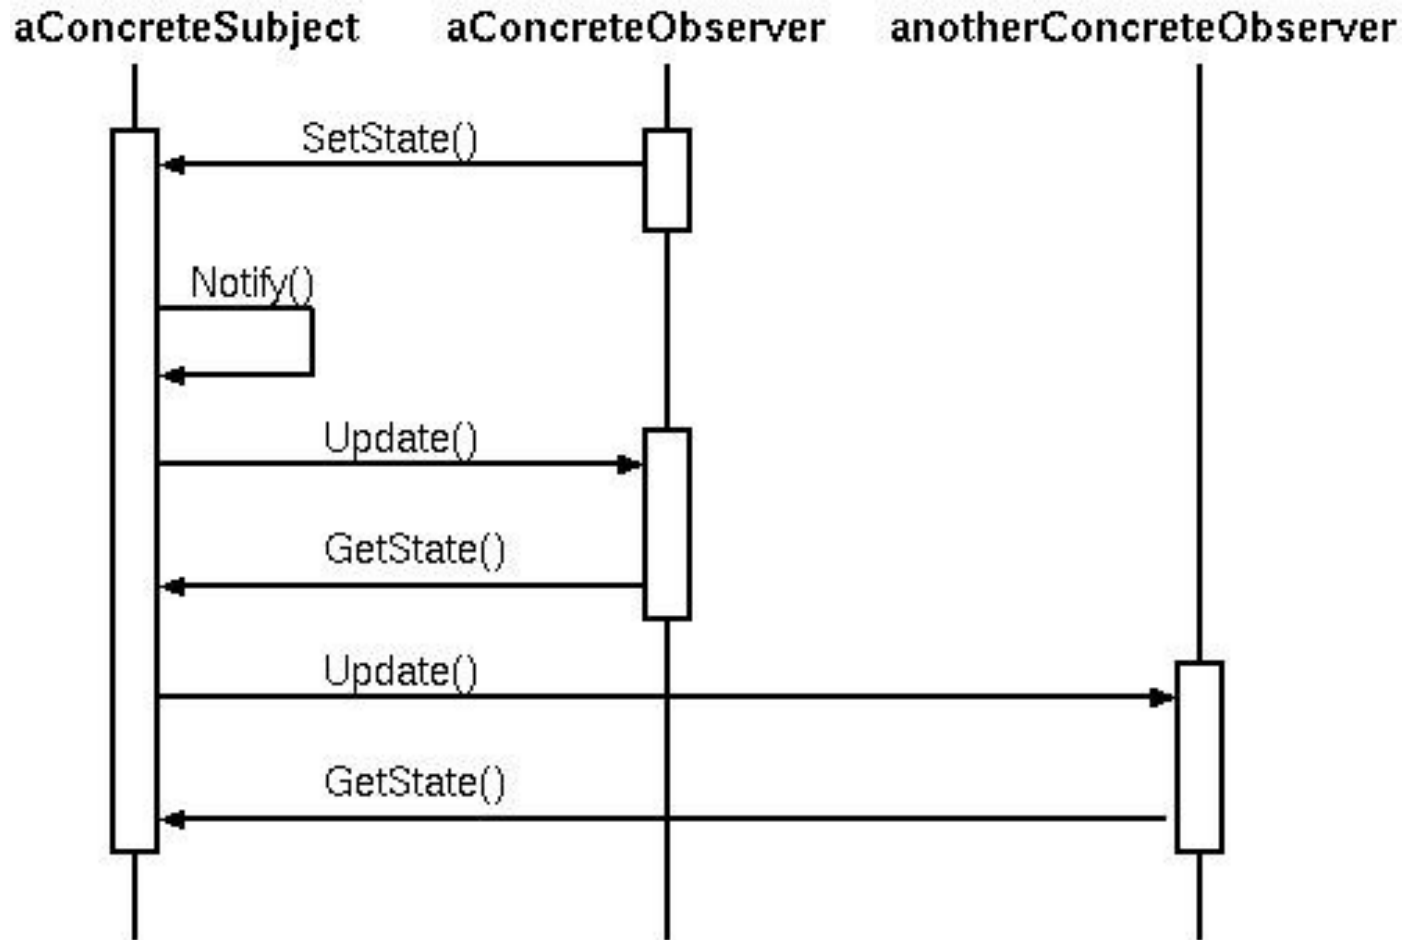 aConcreteSubject aConcreteObserver anotherConcreteObserver
SetState()
Notify()
Update()
GetState()
Update()
GetState()